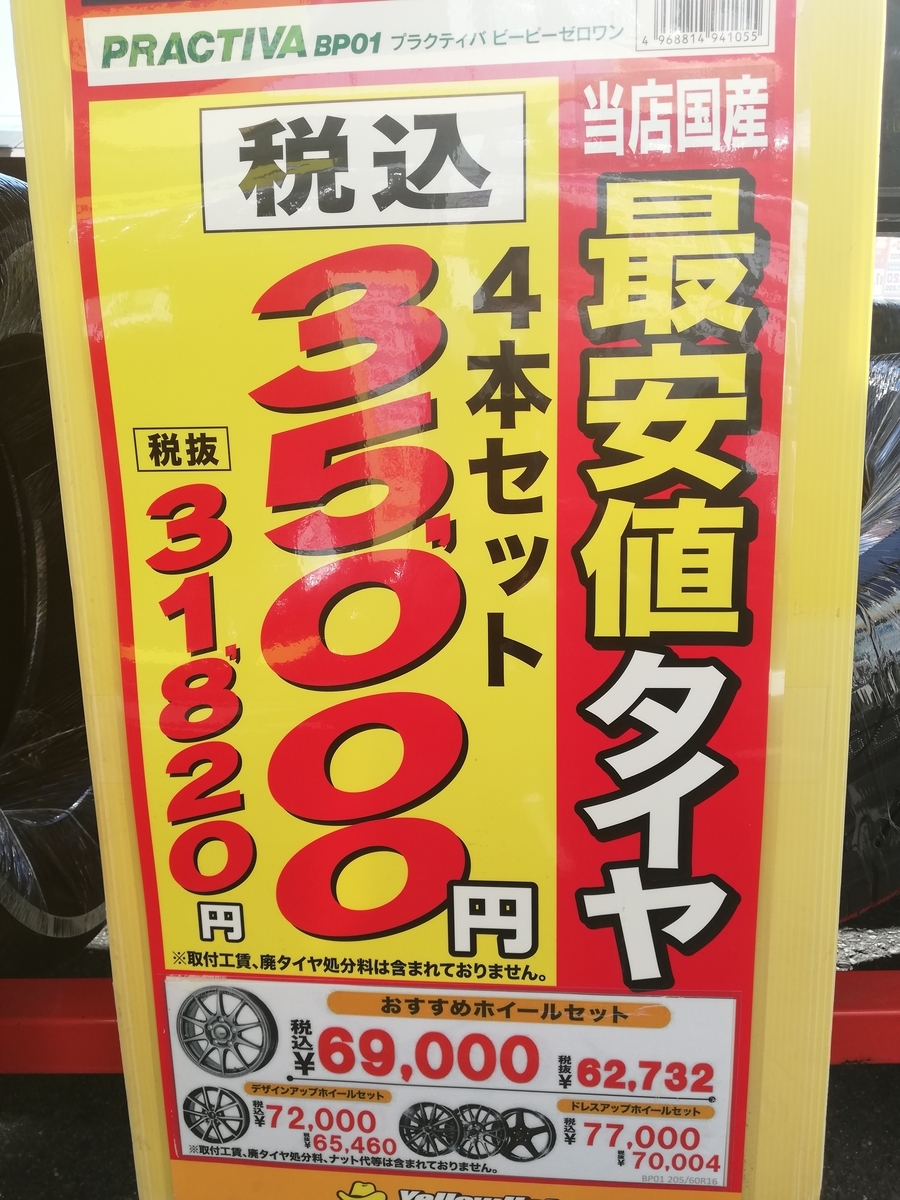 PRACTIVA BP01 プラクティバ ビーピーゼロワン
4 968814 941055
当店国産
最安値タイヤ
税込
4本セット
35,000円
税抜
31,820円
※取付工賃、廃タイヤ処分料は含まれておりません。
おすすめホイールセット
税込¥69,000 税抜¥62,732
デザインアップホイールセット
税込¥72,000
税抜¥65,460
ドレスアップホイールセット
税込¥77,000
税抜¥70,004
※取付工賃、廃タイヤ処分料、ナット代等は含まれておりません。
BP01 205/60R16